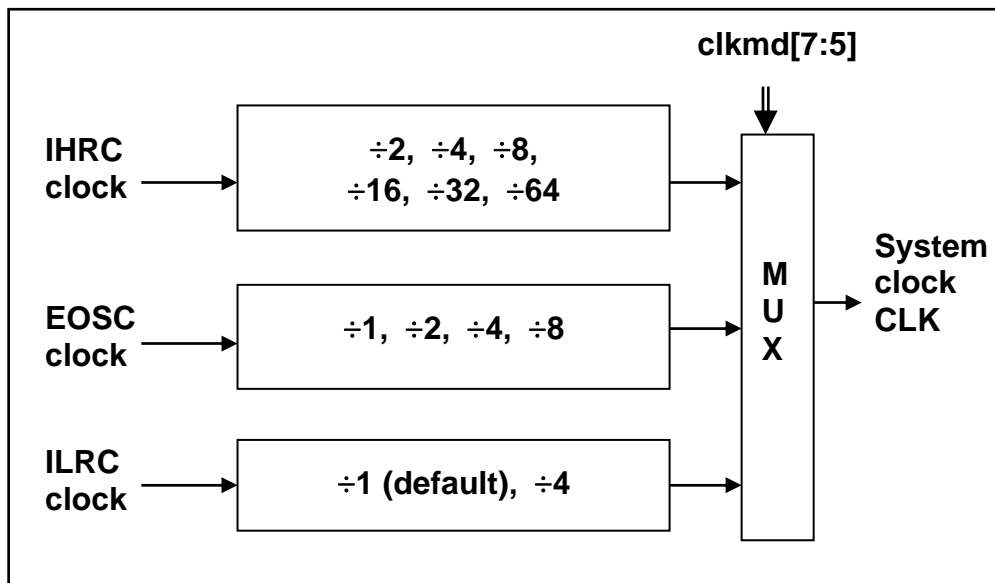 clkmd[7:5]
IHRC
clock
÷2, ÷4, ÷8,
÷16, ÷32, ÷64
EOSC
clock
÷1, ÷2, ÷4, ÷8
ILRC
clock
÷1 (default), ÷4
M
U
X
System
clock
CLK